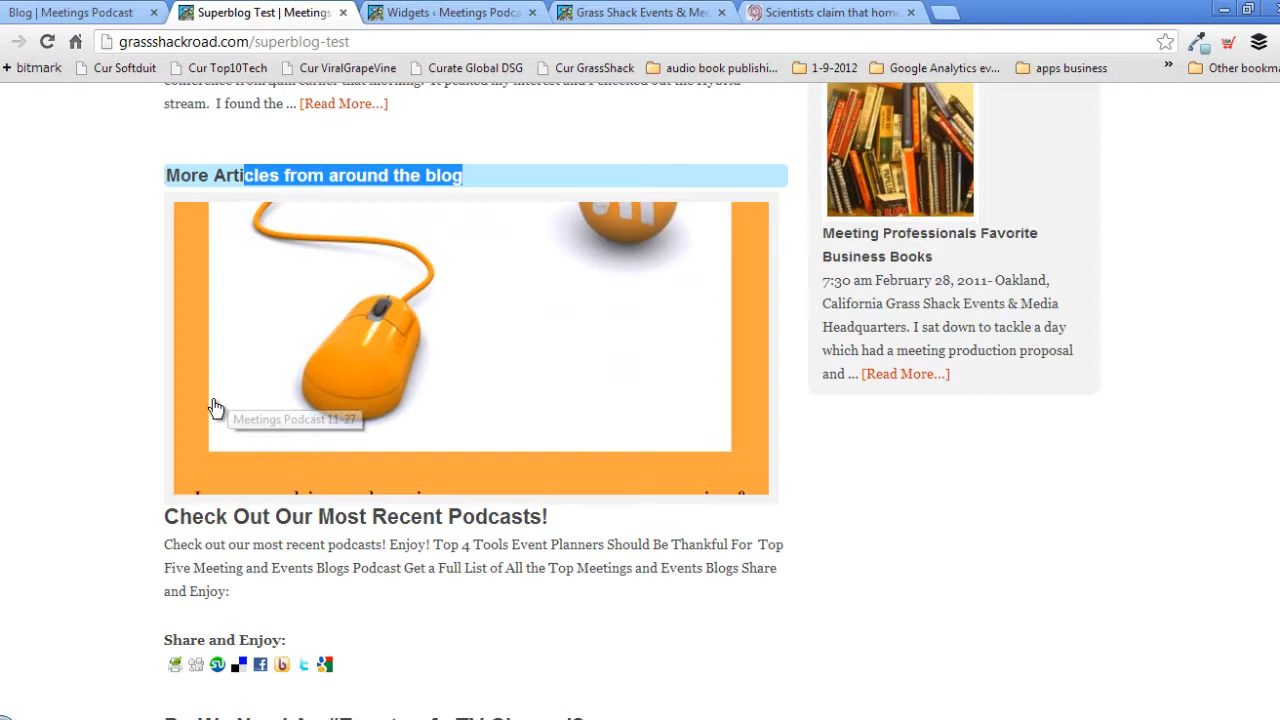 Blog | Meetings Podcast
Superblog Test | Meetings
Widgets ‹ Meetings Podca
Grass Shack Events & Me
Scientists claim that hom
grassshackroad.com/superblog-test
+ bitmark
Cur Softduit
Cur Top10Tech
Cur ViralGrapeVine
Curate Global DSG
Cur GrassShack
audio book publishi...
1-9-2012
Google Analytics ev...
apps business
»
Other bookma
conference from 4am earlier that morning. It peaked my interest and I checked out the Hybrid
stream. I found the ... [Read More...]
More Articles from around the blog
Meetings Podcast 11-27
Check Out Our Most Recent Podcasts!
Check out our most recent podcasts! Enjoy! Top 4 Tools Event Planners Should Be Thankful For Top
Five Meeting and Events Blogs Podcast Get a Full List of All the Top Meetings and Events Blogs Share
and Enjoy:
Share and Enjoy:
Meeting Professionals Favorite
Business Books
7:30 am February 28, 2011- Oakland,
California Grass Shack Events & Media
Headquarters. I sat down to tackle a day
which had a meeting production proposal
and ... [Read More...]